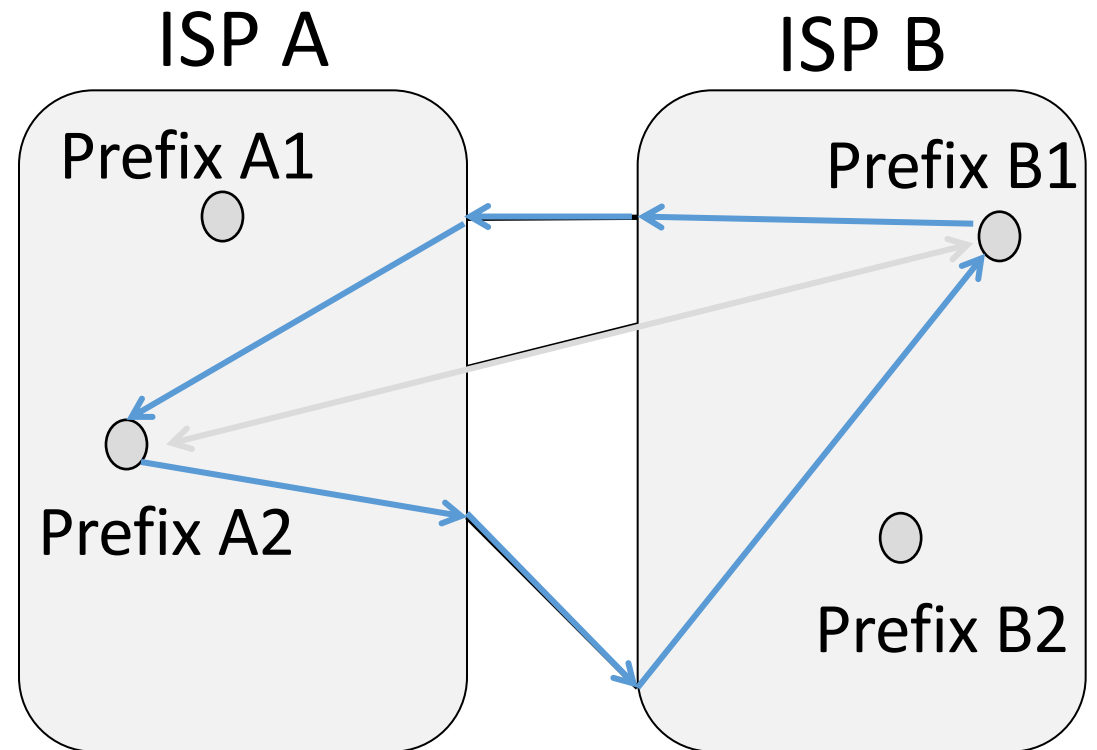 ISP A
ISP B
Prefix A1
Prefix B1
Prefix A2
Prefix B2